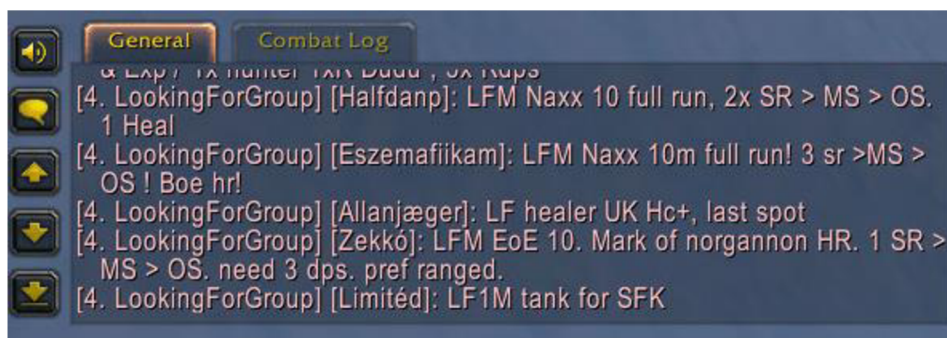 General
Combat Log
[4. LookingForGroup] [Halfdanp]: LFM Naxx 10 full run, 2x SR > MS > OS.
1 Heal
[4. LookingForGroup] [Eszemafiikam]: LFM Naxx 10m full run! 3 sr >MS >
OS ! Boe hr!
[4. LookingForGroup] [Allanjæger]: LF healer UK Hc+, last spot
[4. LookingForGroup] [Zekkó]: LFM EoE 10. Mark of norgannon HR. 1 SR >
MS > OS. need 3 dps. pref ranged.
[4. LookingForGroup] [Limitéd]: LF1M tank for SFK